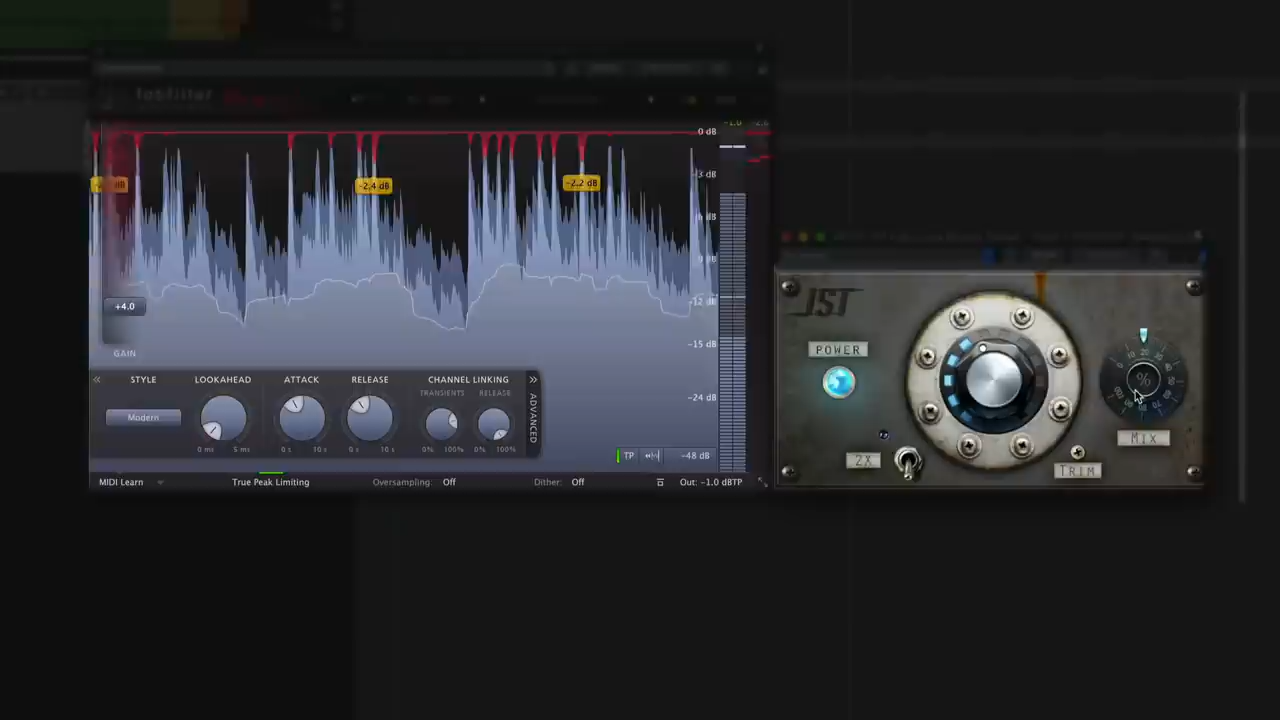 fabfilter
0 dB
-3 dB
-2.4 dB
-2.2 dB
+4.0
-12 dB
-15 dB
GAIN
-24 dB
STYLE
LOOKAHEAD
ATTACK
RELEASE
CHANNEL LINKING
TRANSIENTS
RELEASE
ADVANCED
Modern
0 ms
5 ms
0 s
10 s
0 s
10 s
0%
100%
0%
100%
TP
-48 dB
MIDI Learn
True Peak Limiting
Oversampling:
Off
Dither:
Off
Out: -1.0 dBTP
JST
POWER
%
MIX
2X
TRIM